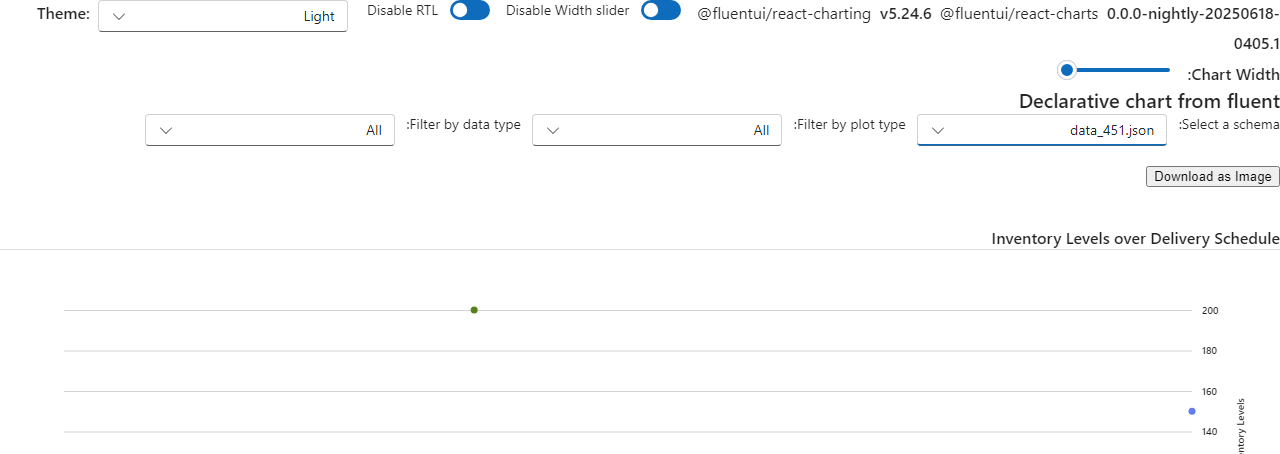 Theme: Light Disable RTL Disable Width slider @fluentui/react-charting v5.24.6 @fluentui/react-charts 0.0.0-nightly-20250618-
0405.1
:Chart Width
Declarative chart from fluent
:Select a schema data_451.json :Filter by plot type All :Filter by data type All
Download as Image
Inventory Levels over Delivery Schedule
200
180
160
140